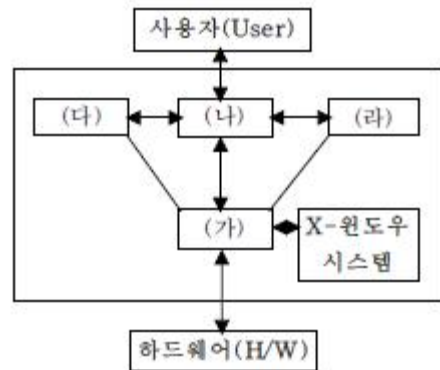 사용자(User)
(다)
(나)
(라)
(가)
X-윈도우
시스템
하드웨어(H/W)